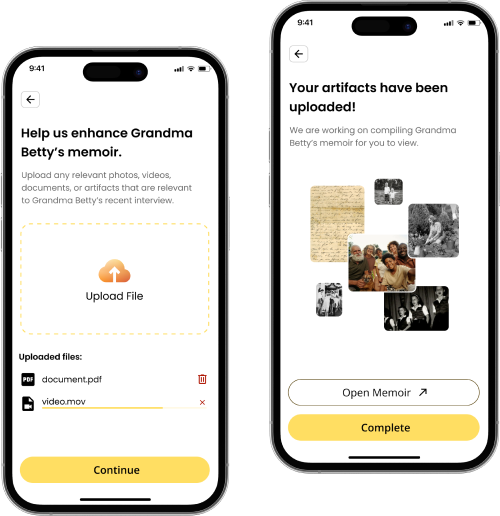 9:41
Help us enhance Grandma
Betty’s memoir.
Upload any relevant photos, videos,
documents, or artifacts that are relevant
to Grandma Betty’s recent interview.
Upload File
Uploaded files:
PDF
document.pdf
video.mov
Continue
9:41
Your artifacts have been
uploaded!
We are working on compiling Grandma
Betty’s memoir for you to view.
Open Memoir
Complete